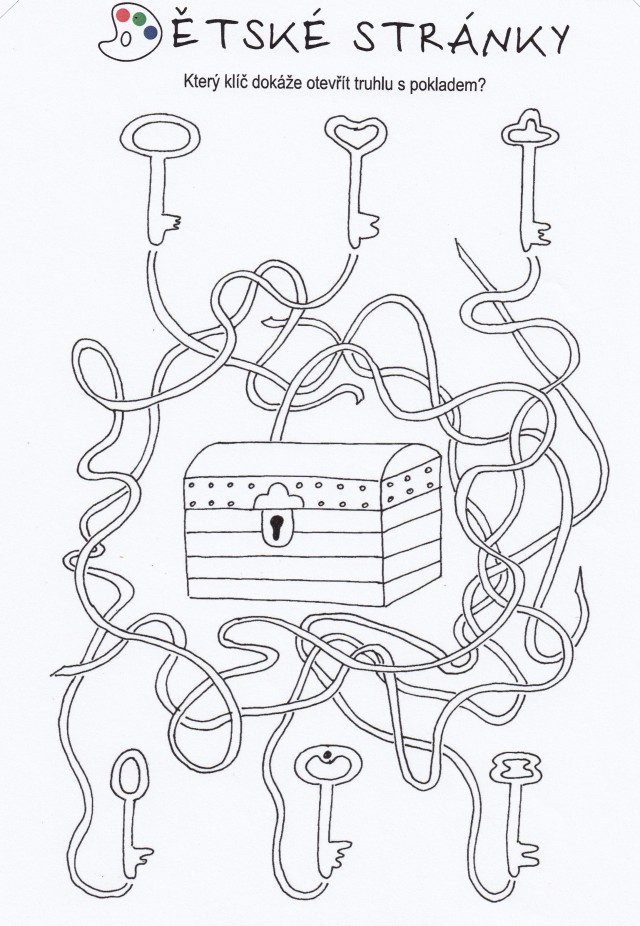 ĚTSKÉ STRÁNKY
Který klíč dokáže otevřít truhlu s pokladem?